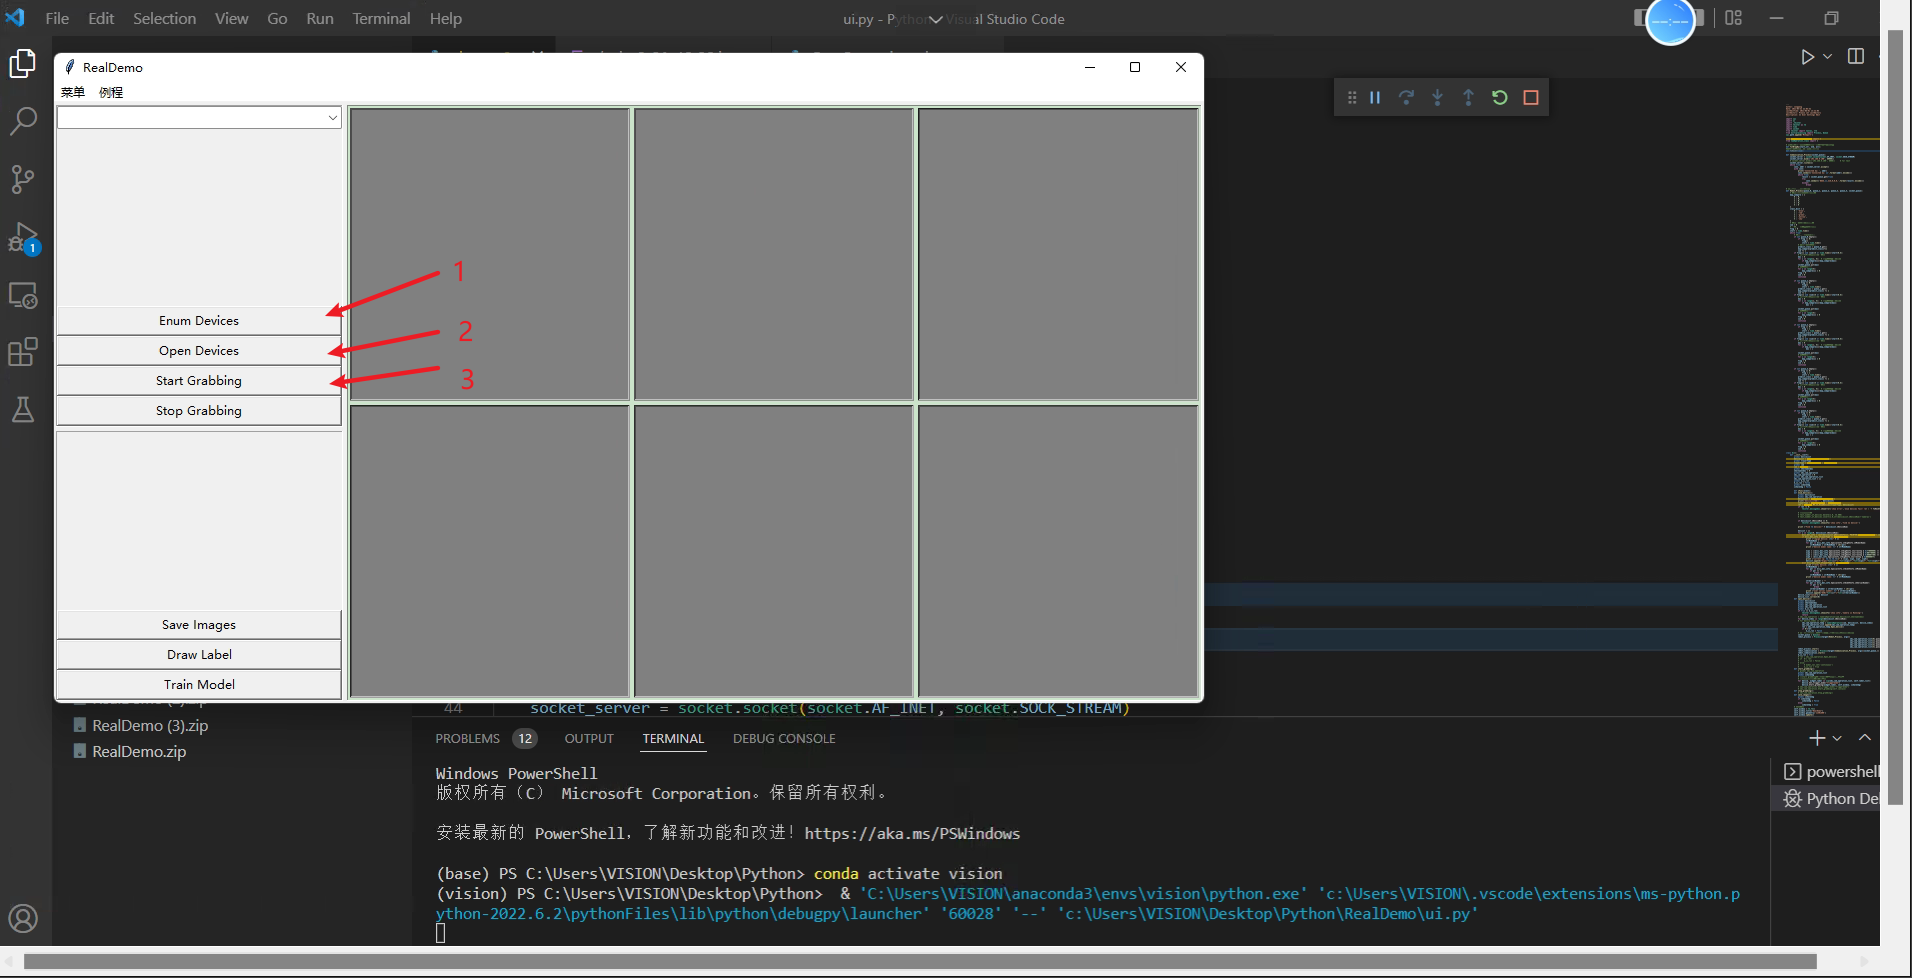 File Edit Selection View Go Run Terminal Help
ui.py - Python - Visual Studio Code
RealDemo
菜单 例程
1
Enum Devices
2
Open Devices
3
Start Grabbing
Stop Grabbing
Save Images
Draw Label
Train Model
1
RealDemo (3).zip
RealDemo.zip
44 socket_server = socket.socket(socket.AF_INET, socket.SOCK_STREAM)
PROBLEMS 12 OUTPUT TERMINAL DEBUG CONSOLE
Windows PowerShell
版权所有（C） Microsoft Corporation。保留所有权利。
安装最新的 PowerShell，了解新功能和改进！https://aka.ms/PSWindows
(base) PS C:\Users\VISION\Desktop\Python> conda activate vision
(vision) PS C:\Users\VISION\Desktop\Python>  & 'C:\Users\VISION\anaconda3\envs\vision\python.exe' 'c:\Users\VISION\.vscode\extensions\ms-python.p
ython-2022.6.2\pythonFiles\lib\python\debugpy\launcher' '60028' '--' 'c:\Users\VISION\Desktop\Python\RealDemo\ui.py'
powershell
Python De